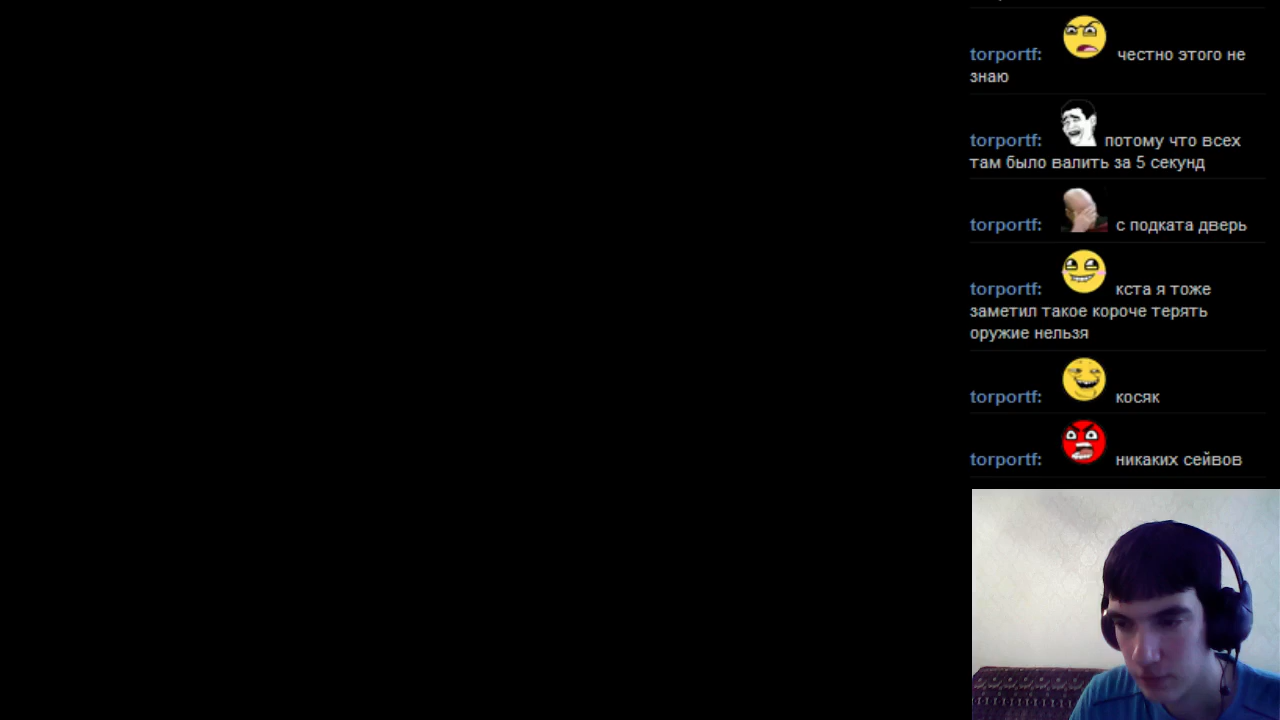 torportf: честно этого не
знаю
torportf: потому что всех
там было валить за 5 секунд
torportf: с подката дверь
torportf: кста я тоже
заметил такое короче терять
оружие нельзя
torportf: косяк
torportf: никаких сейвов